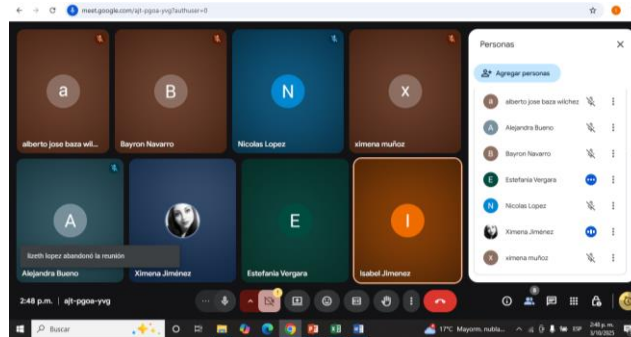 meet.google.com/ajt-pgoa-yvg?authuser=0
a
B
N
x
alberto jose baza wil...
Bayron Navarro
Nicolas Lopez
ximena muñoz
A
E
I
lizeth lopez abandonó la reunión
Alejandra Bueno
Ximena Jiménez
Estefania Vergara
Isabel Jimenez
Personas
Agregar personas
a
alberto jose baza wilchez
A
Alejandra Bueno
B
Bayron Navarro
E
Estefania Vergara
N
Nicolas Lopez
Ximena Jiménez
x
ximena muñoz
2:48 p.m. | ajt-pgoa-yvg
Buscar
17°C Mayorm. nubla...
ESP
2:48 p. m.
3/10/2025